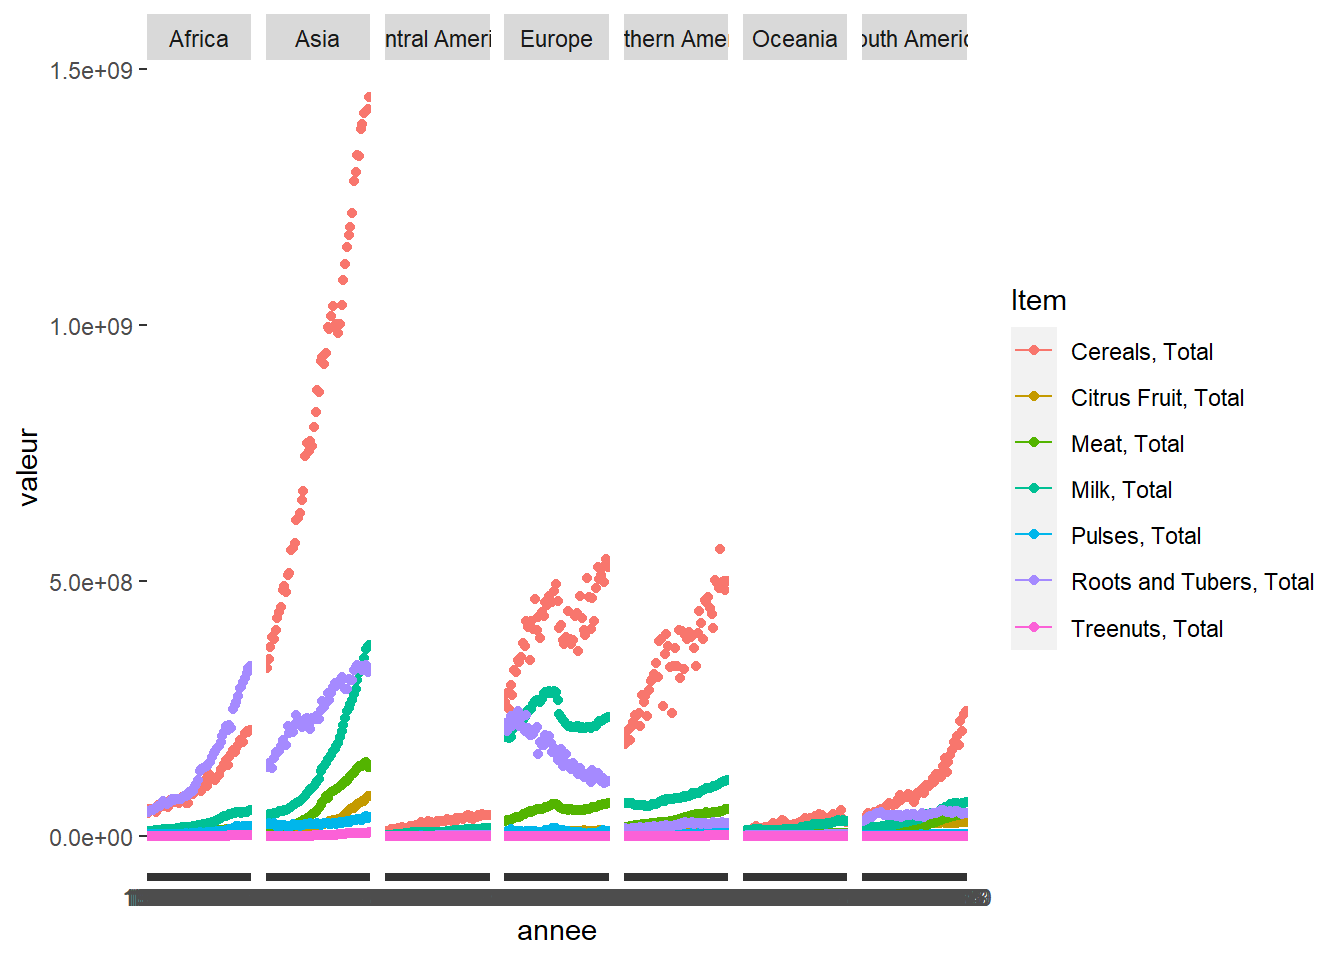 Africa
Asia
ntral Ameri
Europe
thern Amer
Oceania
outh Americ
1.5e+09
1.0e+09
5.0e+08
0.0e+00
valeur
annee
Item
Cereals, Total
Citrus Fruit, Total
Meat, Total
Milk, Total
Pulses, Total
Roots and Tubers, Total
Treenuts, Total